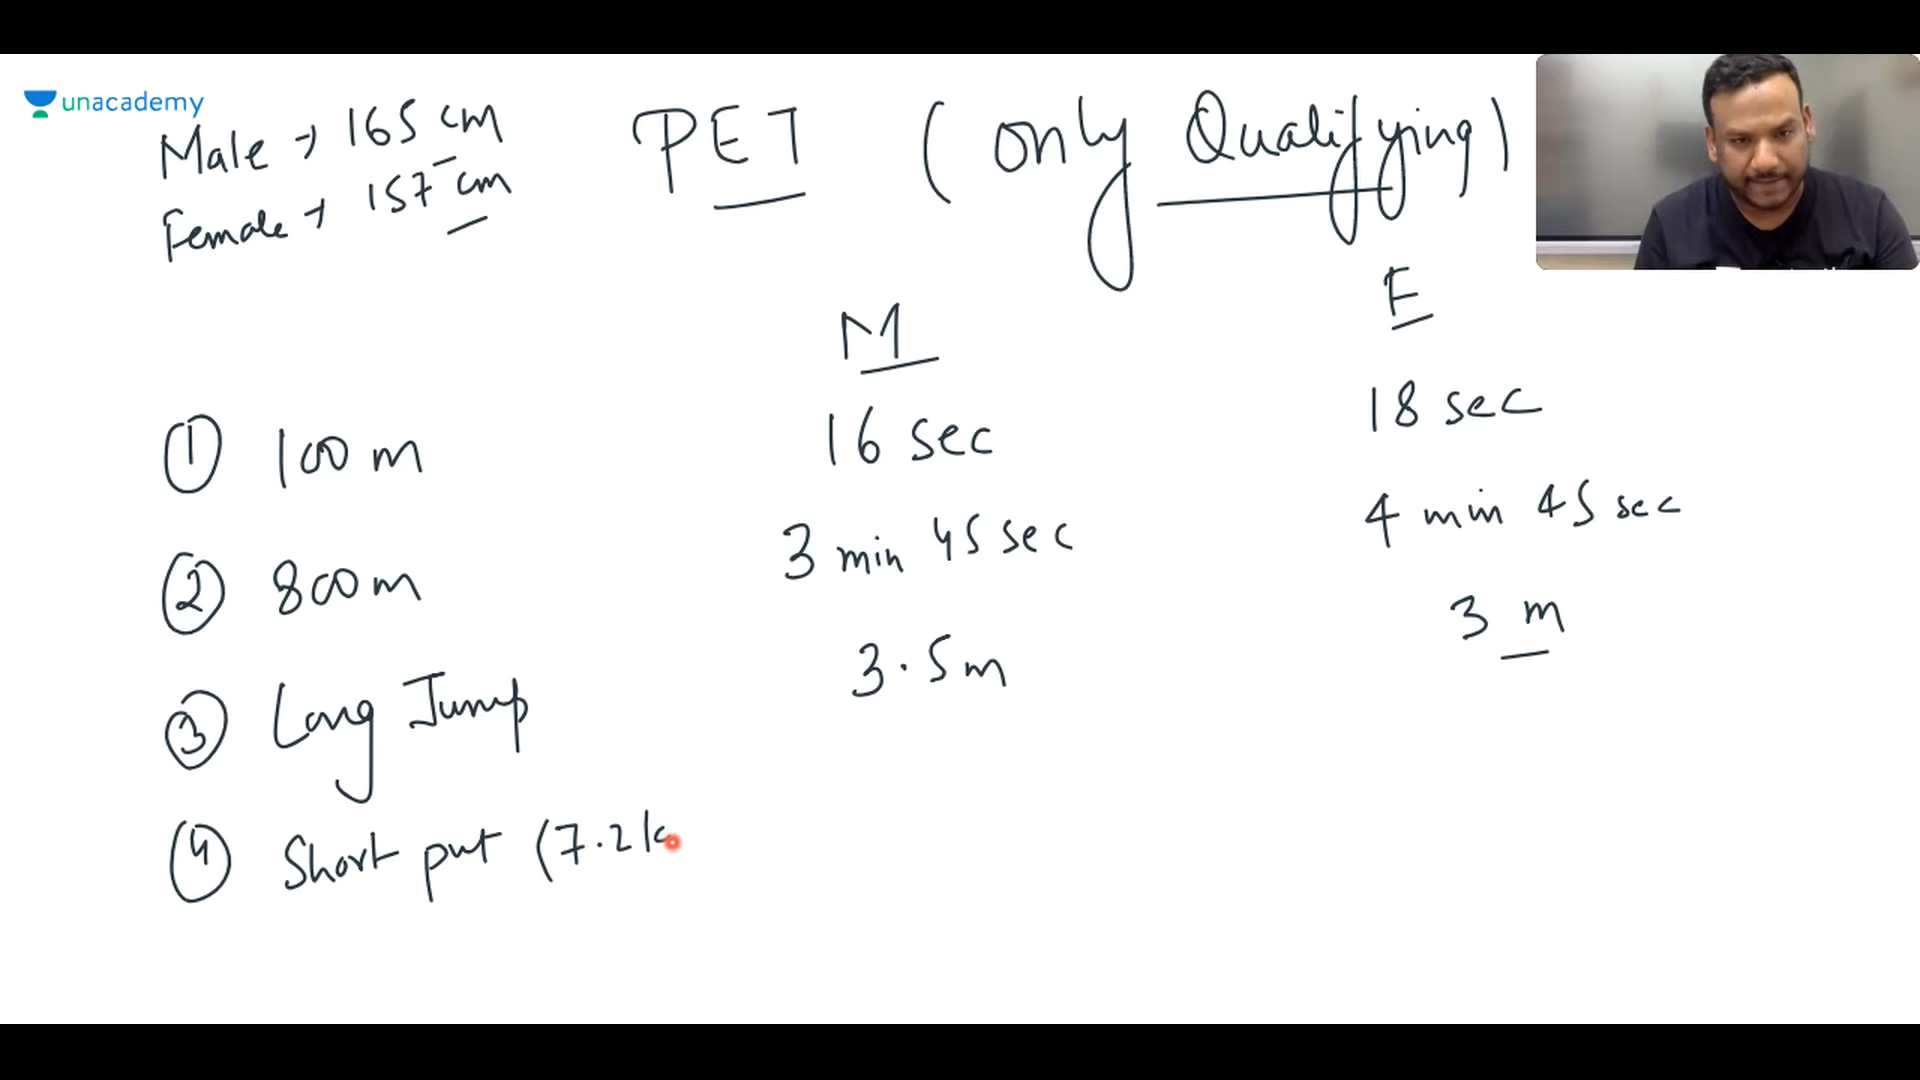 unacademy
Male → 165 cm
Female → 157 cm
PET (only Qualifying)
M F
① 100 m 16 sec 18 sec
② 800 m 3 min 45 sec 4 min 45 sec
③ Long Jump 3.5 m 3 m
④ Short put (7.2 k